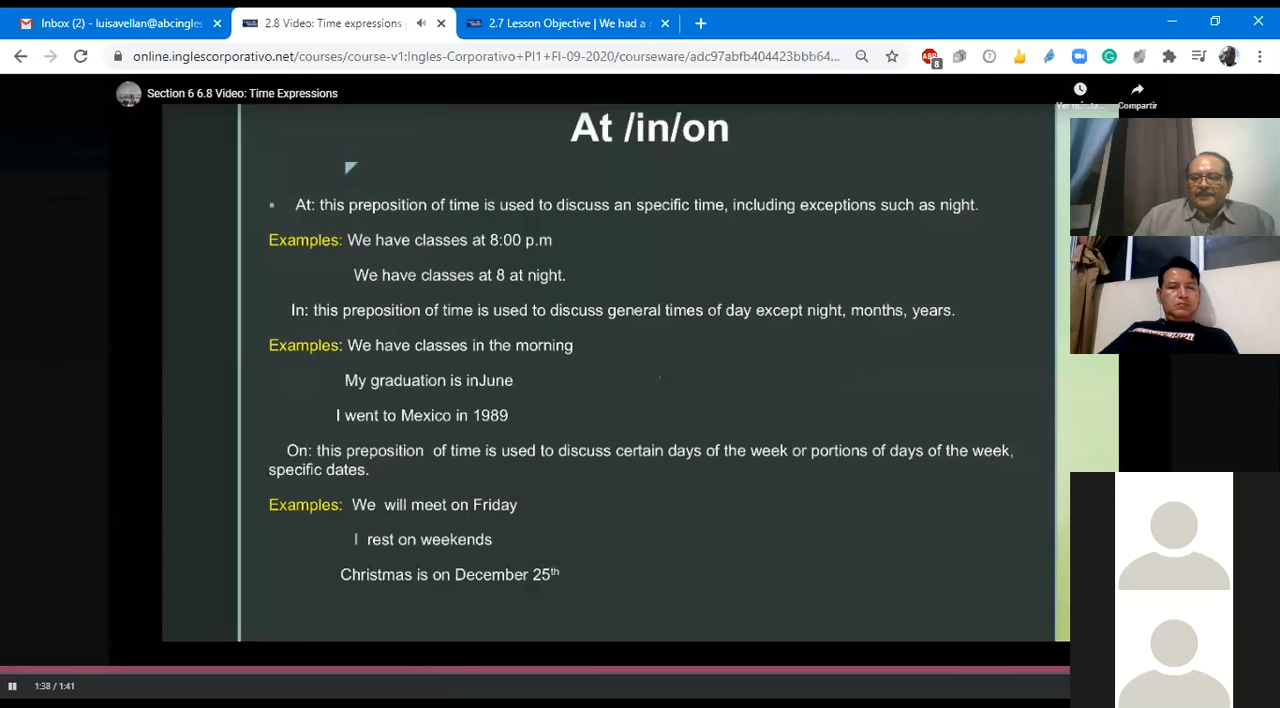 Inbox (2) - luisavellan@abcingles
2.8 Video: Time expressions
2.7 Lesson Objective | We had a
online.inglescorporativo.net/courses/course-v1:Ingles-Corporativo+PI1+FI-09-2020/courseware/adc97abfb404423bbb64...
8
Section 6 6.8 Video: Time Expressions
Compartir
At /in/on
At: this preposition of time is used to discuss an specific time, including exceptions such as night.
Examples: We have classes at 8:00 p.m
We have classes at 8 at night.
In: this preposition of time is used to discuss general times of day except night, months, years.
Examples: We have classes in the morning
My graduation is inJune
I went to Mexico in 1989
On: this preposition of time is used to discuss certain days of the week or portions of days of the week,
specific dates.
Examples: We will meet on Friday
I rest on weekends
Christmas is on December 25th
1:38 / 1:41